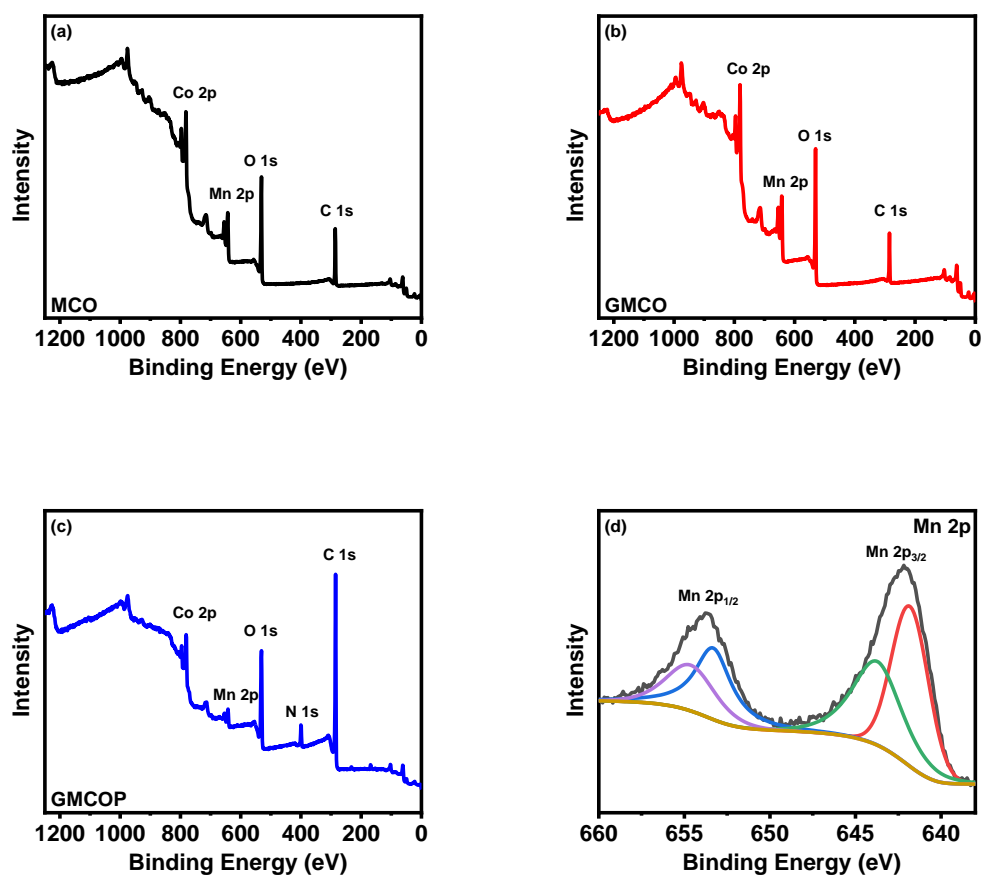 (a)
Co 2p
O 1s
Mn 2p
C 1s
MCO
Intensity
1200 1000 800 600 400 200 0
Binding Energy (eV)
(b)
Co 2p
O 1s
Mn 2p
C 1s
GMCO
Intensity
1200 1000 800 600 400 200 0
Binding Energy (eV)
(c)
C 1s
Co 2p
O 1s
Mn 2p
N 1s
GMCOP
Intensity
1200 1000 800 600 400 200 0
Binding Energy (eV)
(d)
Mn 2p
Mn 2p3/2
Mn 2p1/2
Intensity
660 655 650 645 640
Binding Energy (eV)